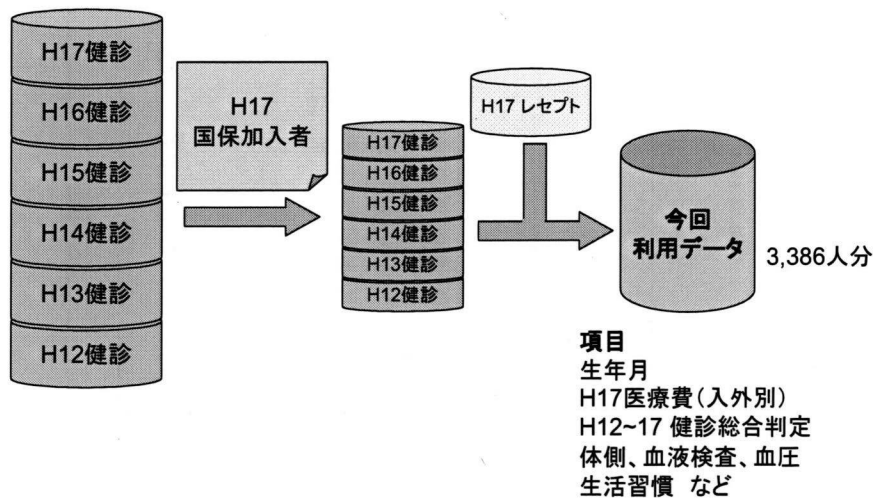 H17健診
H16健診
H15健診
H14健診
H13健診
H12健診
H17
国保加入者
H17健診
H16健診
H15健診
H14健診
H13健診
H12健診
H17 レセプト
今回
利用データ
3,386人分
項目
生年月
H17医療費（入外別）
H12~17 健診総合判定
体側、血液検査、血圧
生活習慣 など